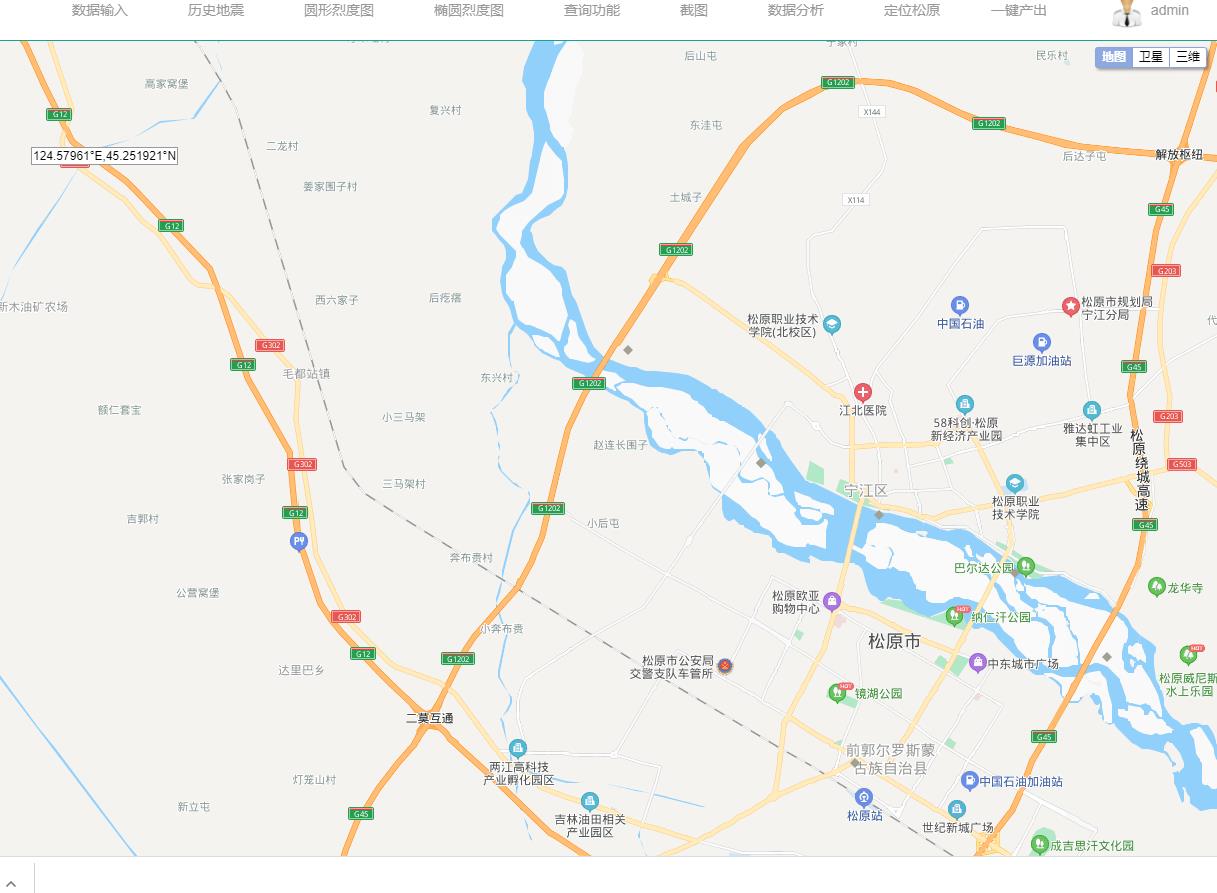 数据输入 历史地震 圆形烈度图 椭圆烈度图 查询功能 截图 数据分析 定位松原 一键产出 admin
地图 卫星 三维
后山屯
民乐村
高家窝堡
G1202
复兴村
G12
X144
东洼屯
G1202
二龙村
124.57961°E,45.251921°N
后达子屯
解放枢纽
姜家围子村
土城子
X114
G45
G12
G1202
G203
西六家子
后疙瘩
新木油矿农场
松原职业技术
学院(北校区)
中国石油
松原市规划局
宁江分局
代
G302
巨源加油站
G12
毛都站镇
G45
东兴村
G1202
额仁套宝
小三马架
江北医院
58科创·松原
新经济产业园
雅达虹工业
集中区
G203
赵连长围子
松原绕城高速
G302
G503
张家岗子
三马架村
宁江区
松原职业
技术学院
吉郭村
G12
G1202
小后屯
G45
奔布贵村
巴尔达公园
公营窝堡
松原欧亚
购物中心
龙华寺
G302
HOT
纳仁汗公园
小奔布贵
松原市
G12
G1202
松原市公安局
交警支队车管所
中东城市广场
HOT
松原威尼斯
水上乐园
达里巴乡
HOT
镜湖公园
二莫互通
G45
前郭尔罗斯蒙
古族自治县
两江高科技
产业孵化园区
灯笼山村
中国石油加油站
新立屯
G45
吉林油田相关
产业园区
松原站
世纪新城广场
成吉思汗文化园